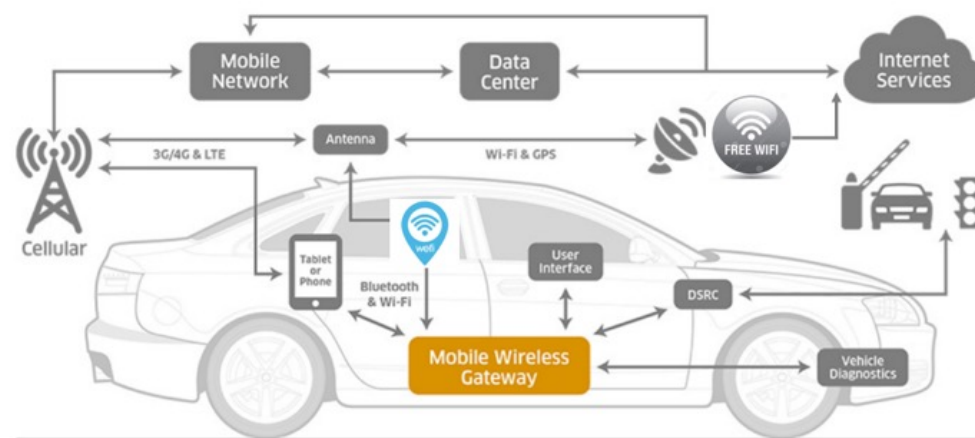 Mobile
Network
Data
Center
Internet
Services
Antenna
3G/4G & LTE
Wi-Fi & GPS
FREE WIFI
Cellular
Tablet
or
Phone
wofi
Bluetooth
& Wi-Fi
User
Interface
DSRC
Mobile Wireless
Gateway
Vehicle
Diagnostics